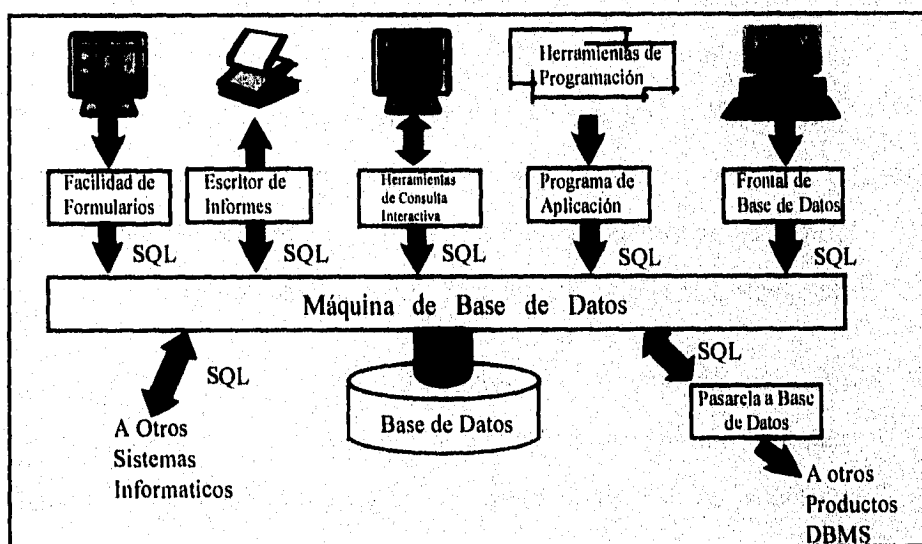 Herramientas de
Programación
Facilidad de
Formularios
Escritor de
Informes
Herramientas
de Consulta
Interactiva
Programa de
Aplicación
Frontal de
Base de Datos
SQL
SQL
SQL
SQL
SQL
Máquina de Base de Datos
SQL
SQL
Base de Datos
Pasarela a Base
de Datos
A Otros
Sistemas
Informaticos
A otros
Productos
DBMS